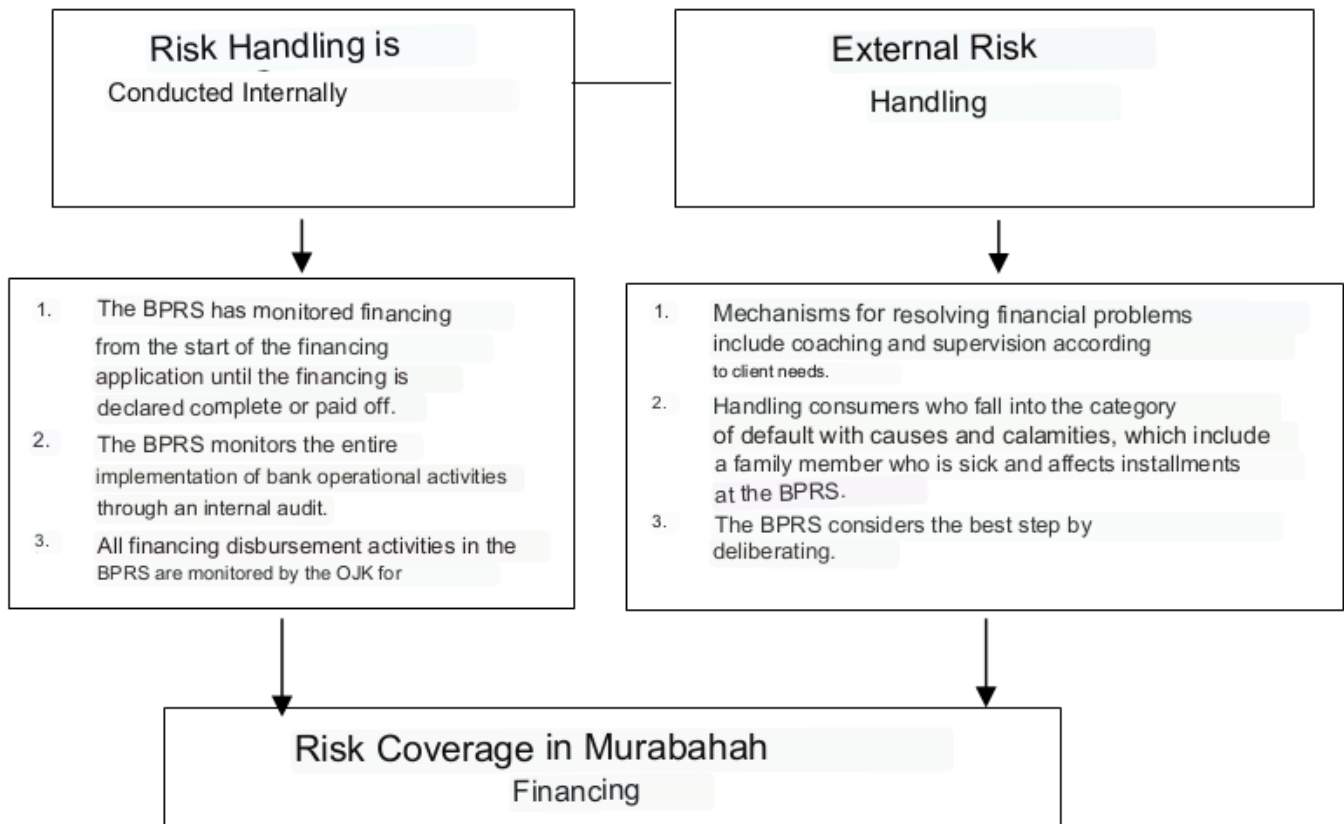 Risk Handling is
Conducted Internally
External Risk
Handling
1. The BPRS has monitored financing
from the start of the financing
application until the financing is
declared complete or paid off.
2. The BPRS monitors the entire
implementation of bank operational activities
through an internal audit.
3. All financing disbursement activities in the
BPRS are monitored by the OJK for
1. Mechanisms for resolving financial problems
include coaching and supervision according
to client needs.
2. Handling consumers who fall into the category
of default with causes and calamities, which include
a family member who is sick and affects installments
at the BPRS.
3. The BPRS considers the best step by
deliberating.
Risk Coverage in Murabahah
Financing